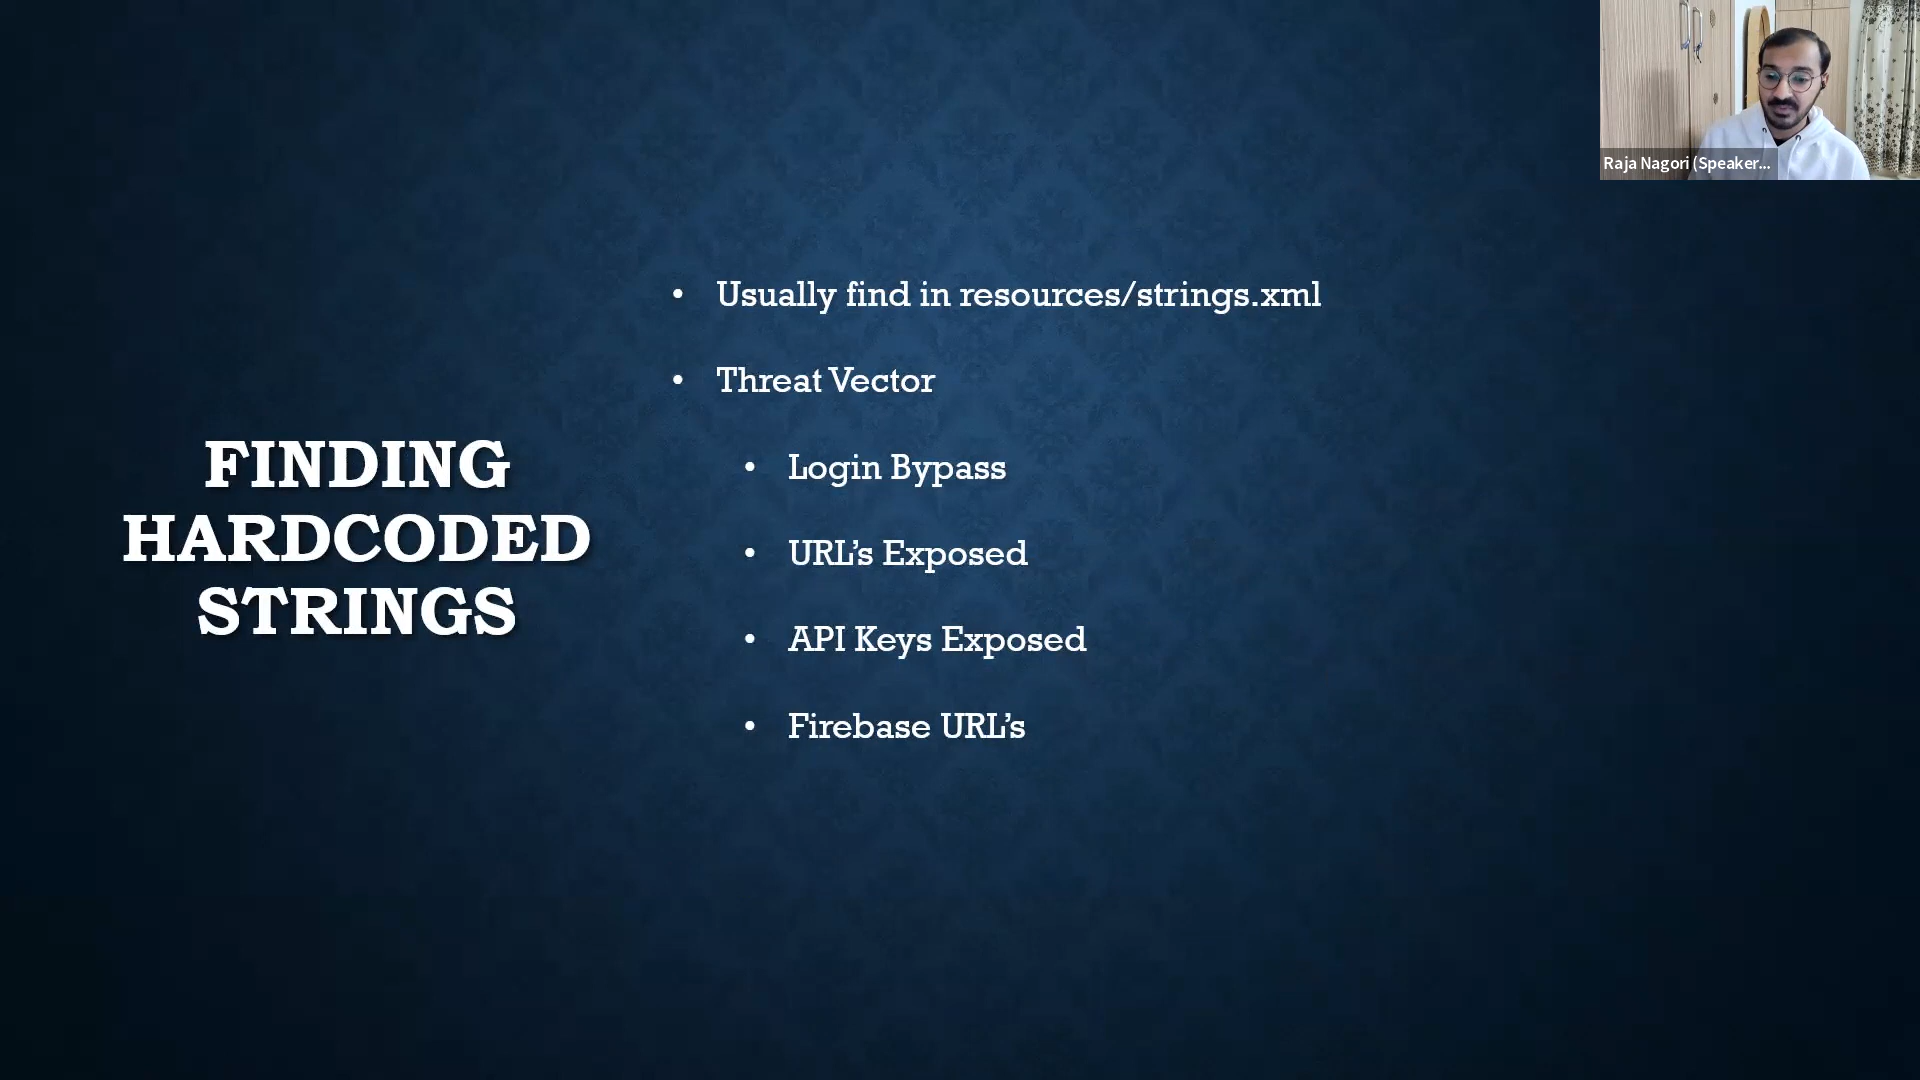 FINDING
HARDCODED
STRINGS
• Usually find in resources/strings.xml
• Threat Vector
• Login Bypass
• URL's Exposed
• API Keys Exposed
• Firebase URL's
Raja Nagori (Speaker...